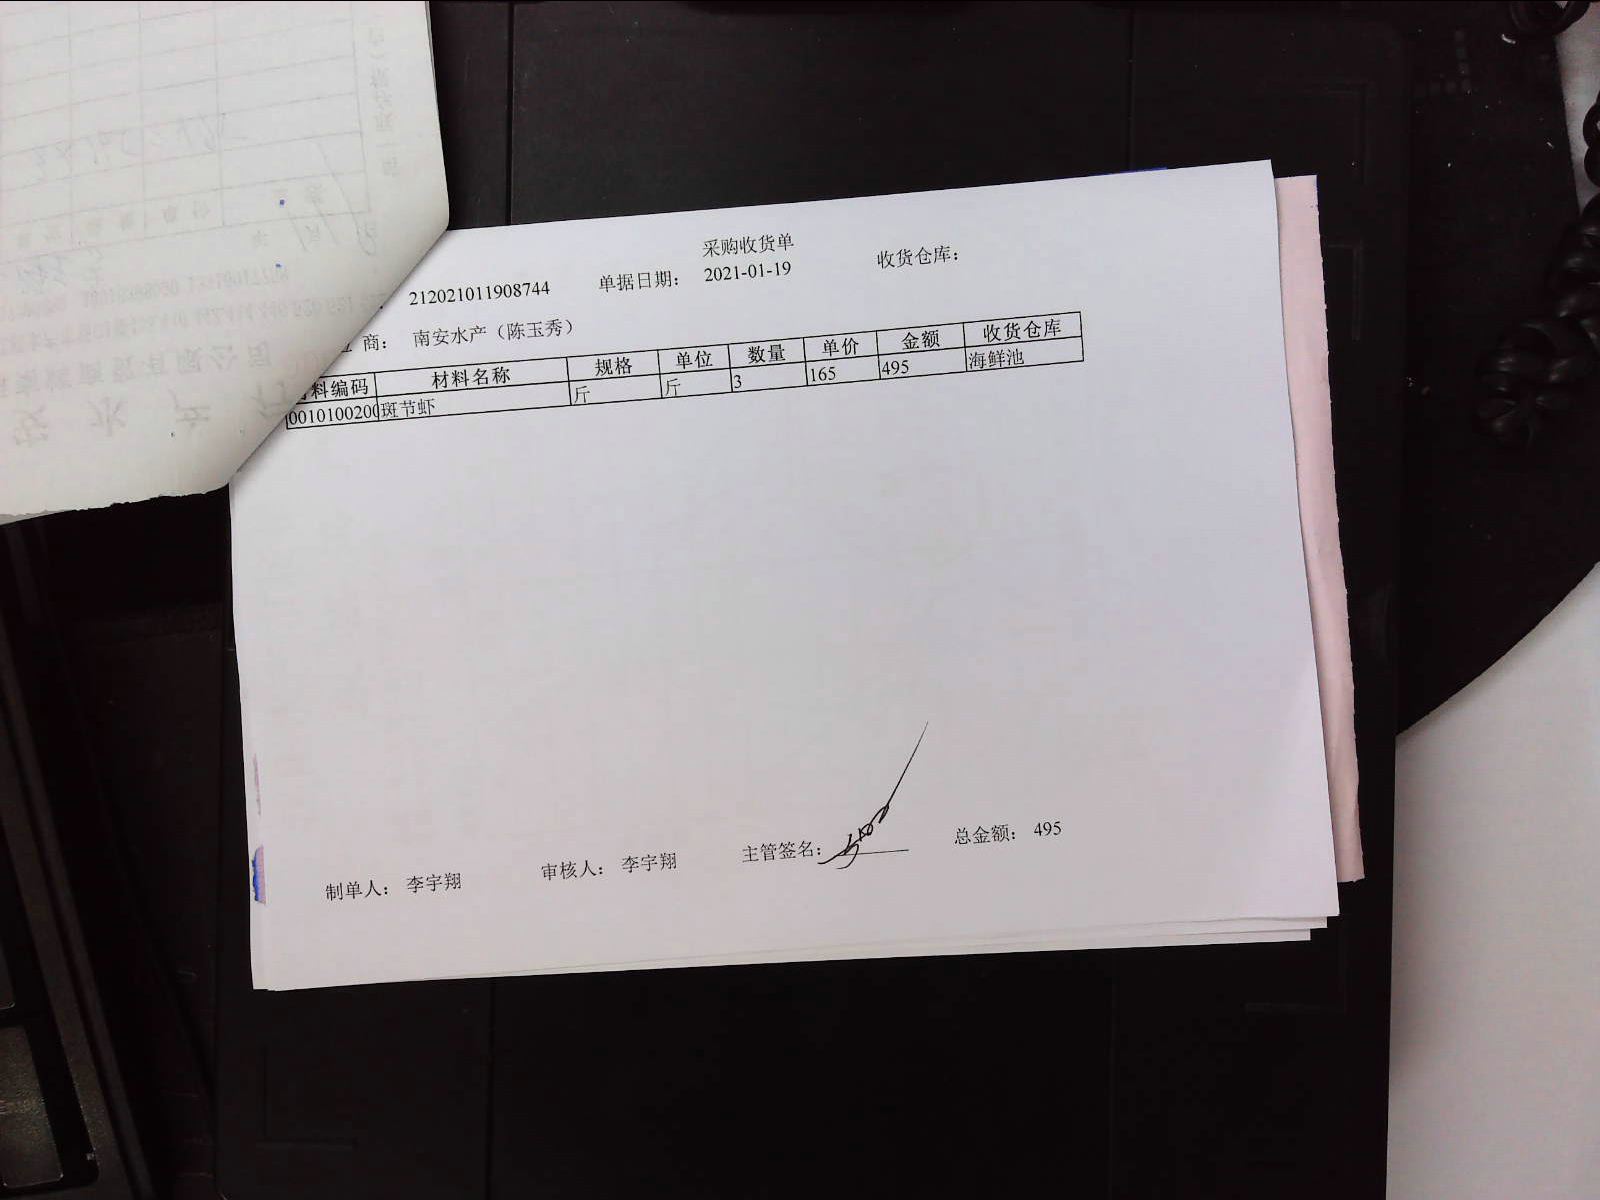 采购收货单
212021011908744 单据日期： 2021-01-19 收货仓库：
商： 南安水产（陈玉秀）
料编码 材料名称 规格 单位 数量 单价 金额 收货仓库
0010100200 斑节虾 斤 斤 3 165 495 海鲜池
制单人： 李宇翔 审核人： 李宇翔 主管签名： 总金额： 495